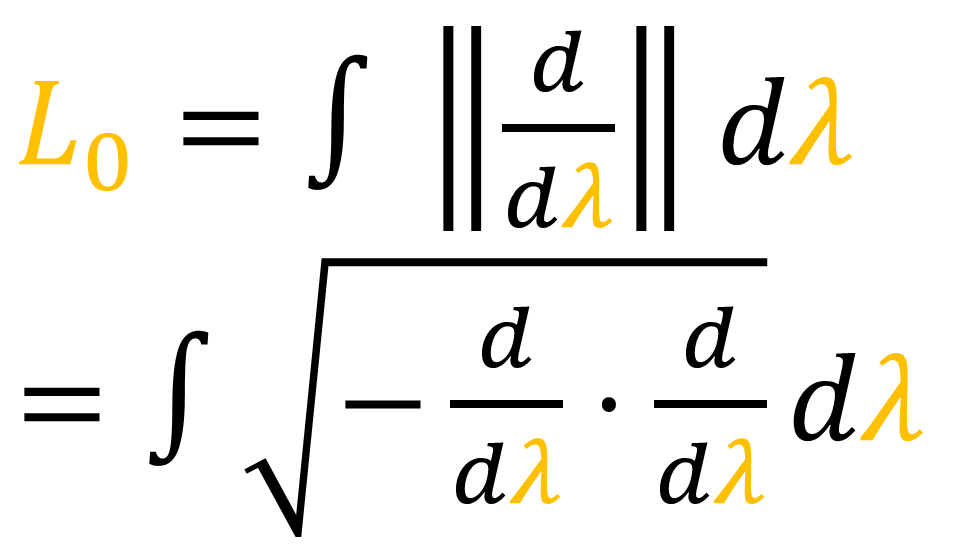 L₀ = ∫ ‖d/dλ‖ dλ
= ∫ √(− d/dλ · d/dλ) dλ